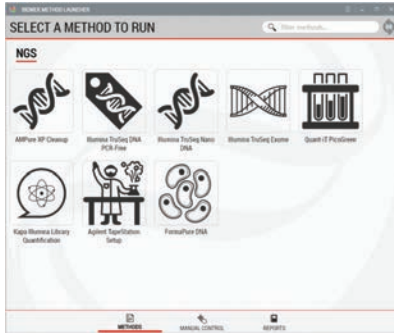 BIOMEK METHOD LAUNCHER
SELECT A METHOD TO RUN
Filter methods...
NGS
AMPure XP Cleanup
Illumina TruSeq DNA
PCR-Free
Illumina TruSeq Nano
DNA
Illumina TruSeq Exome
Quant-iT PicoGreen
Kapa Illumina Library
Quantification
Agilent TapeStation
Setup
FormaPure DNA
METHODS
MANUAL CONTROL
REPORTS